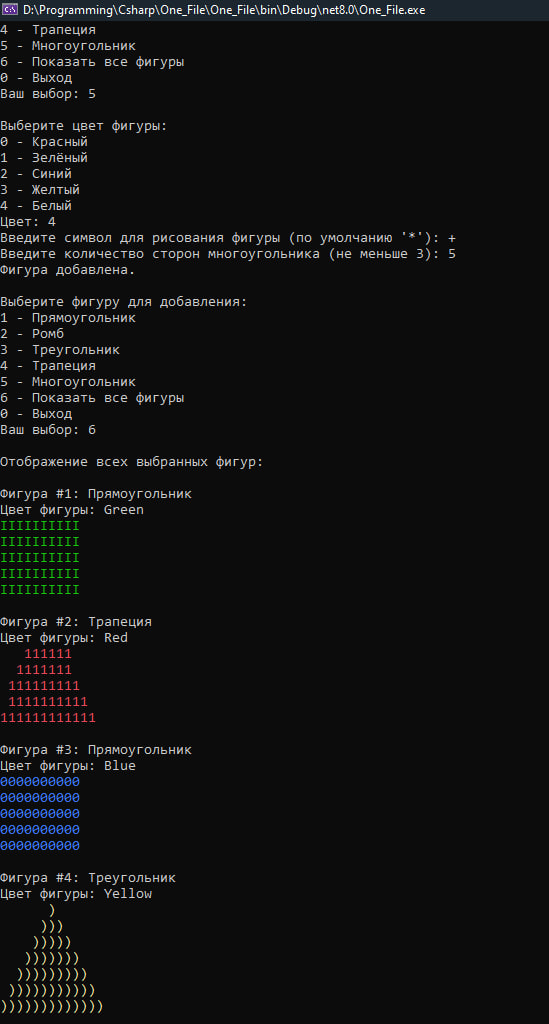 D:\Programming\Csharp\One_File\One_File\bin\Debug\net8.0\One_File.exe
4 - Трапеция
5 - Многоугольник
6 - Показать все фигуры
0 - Выход
Ваш выбор: 5

Выберите цвет фигуры:
0 - Красный
1 - Зелёный
2 - Синий
3 - Желтый
4 - Белый
Цвет: 4
Введите символ для рисования фигуры (по умолчанию '*'): +
Введите количество сторон многоугольника (не меньше 3): 5
Фигура добавлена.

Выберите фигуру для добавления:
1 - Прямоугольник
2 - Ромб
3 - Треугольник
4 - Трапеция
5 - Многоугольник
6 - Показать все фигуры
0 - Выход
Ваш выбор: 6

Отображение всех выбранных фигур:

Фигура #1: Прямоугольник
Цвет фигуры: Green
IIIIIIIIII
IIIIIIIIII
IIIIIIIIII
IIIIIIIIII
IIIIIIIIII

Фигура #2: Трапеция
Цвет фигуры: Red
   111111
  1111111
 111111111
 1111111111
111111111111

Фигура #3: Прямоугольник
Цвет фигуры: Blue
0000000000
0000000000
0000000000
0000000000
0000000000

Фигура #4: Треугольник
Цвет фигуры: Yellow
      )
     )))
    )))))
   )))))))
  )))))))))
 )))))))))))
)))))))))))))